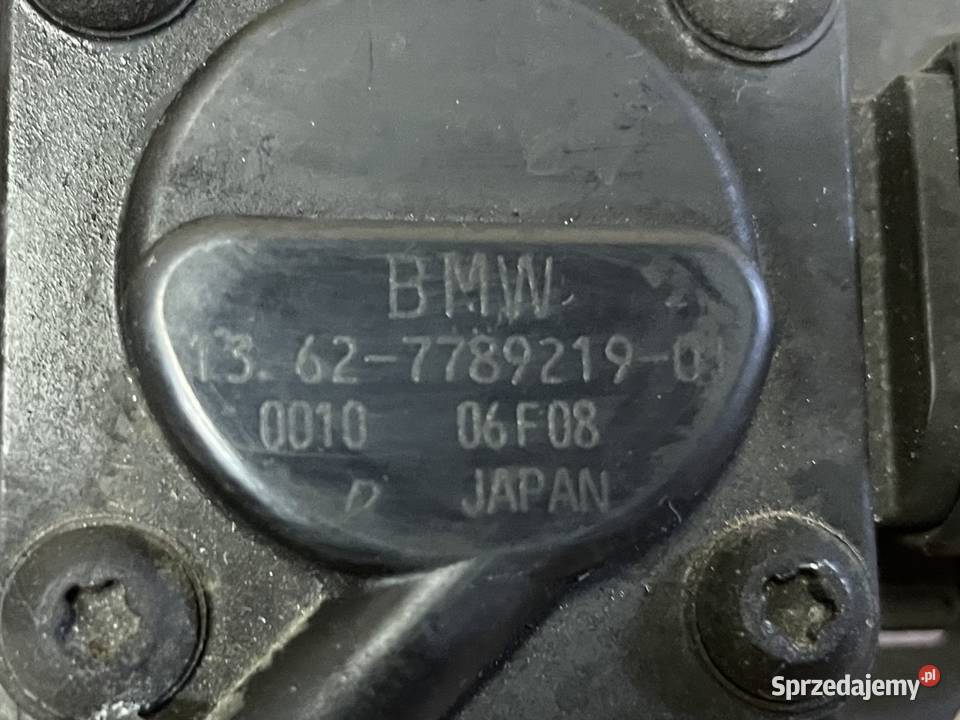 BMW
13. 62-7789219-01
0010 06F08
D JAPAN
Sprzedajemy.pl